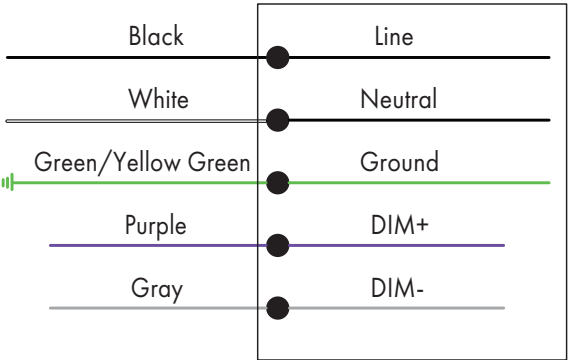 Black Line
White Neutral
Green/Yellow Green Ground
Purple DIM+
Gray DIM-